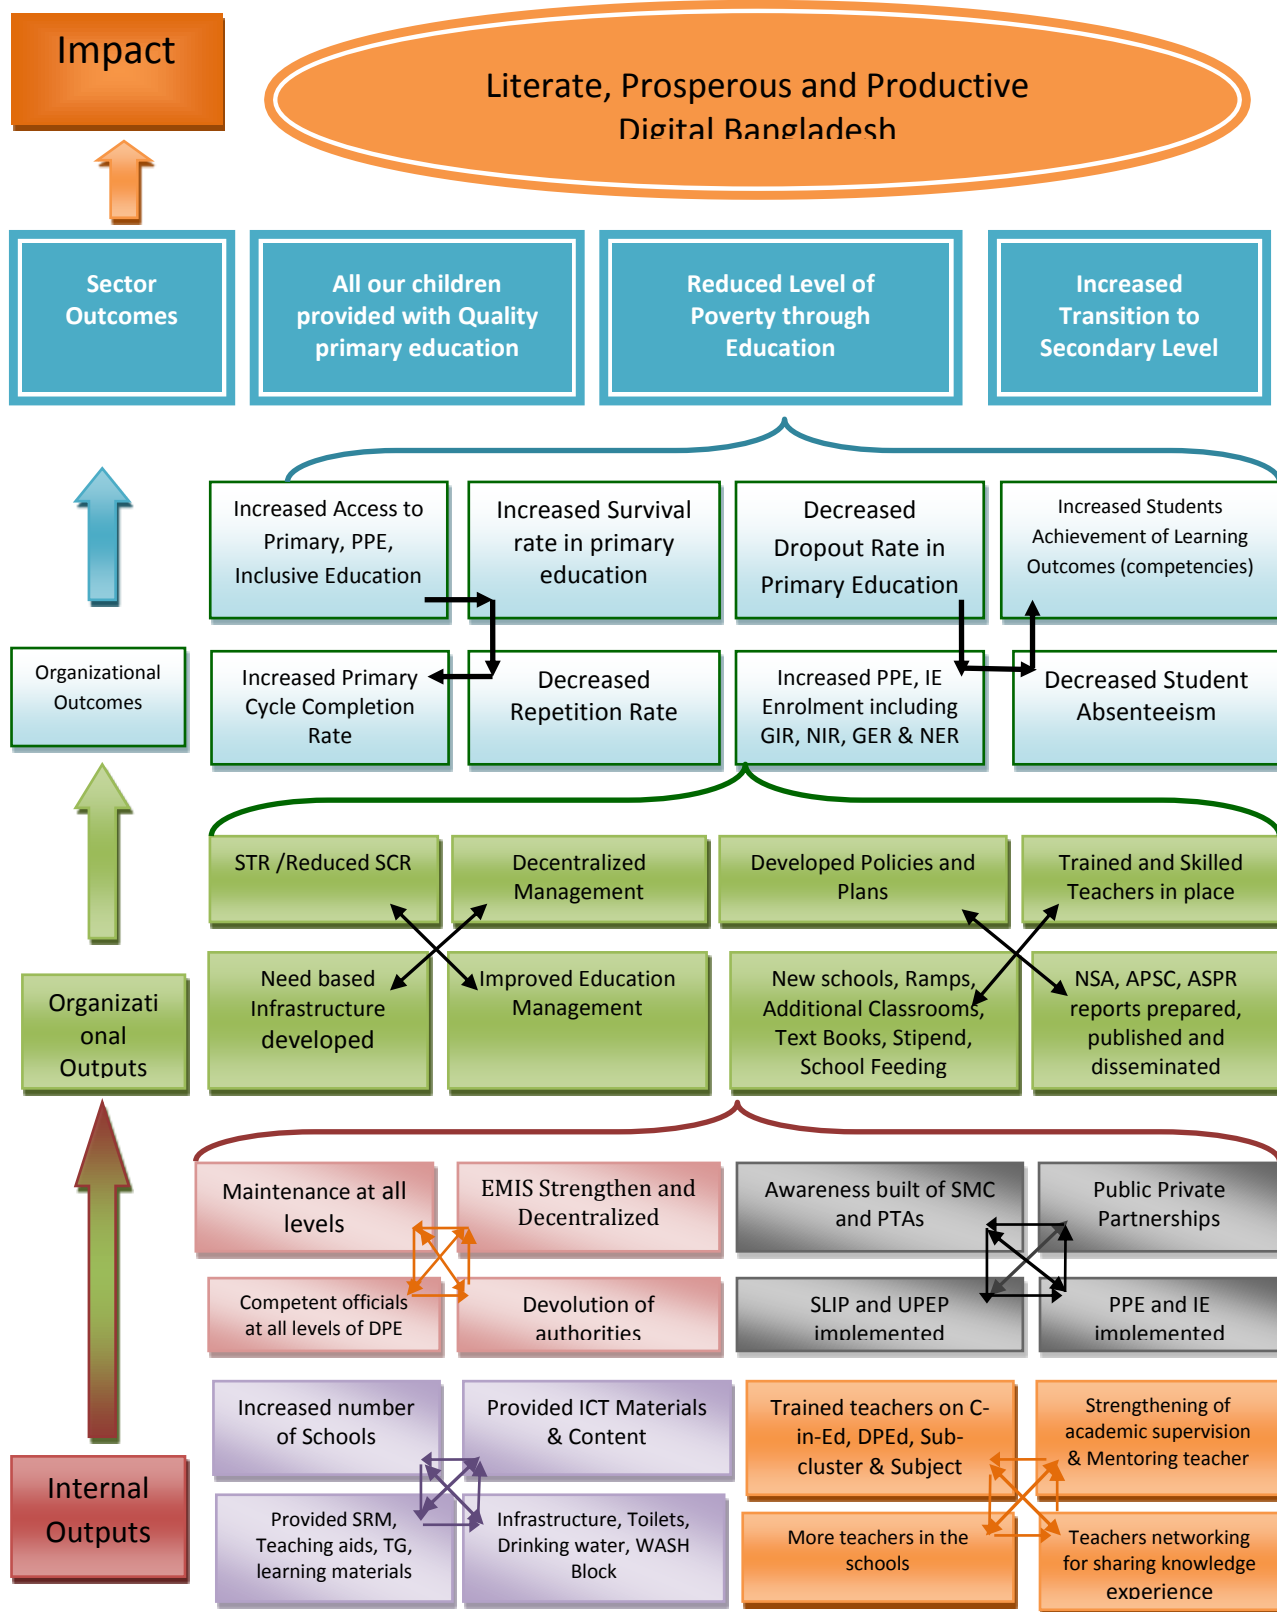 Impact
Literate, Prosperous and Productive
Digital Bangladesh
Sector
Outcomes
All our children
provided with Quality
primary education
Reduced Level of
Poverty through
Education
Increased
Transition to
Secondary Level
Increased Access to
Primary, PPE,
Inclusive Education
Increased Survival
rate in primary
education
Decreased
Dropout Rate in
Primary Education
Increased Students
Achievement of Learning
Outcomes (competencies)
Organizational
Outcomes
Increased Primary
Cycle Completion
Rate
Decreased
Repetition Rate
Increased PPE, IE
Enrolment including
GIR, NIR, GER & NER
Decreased Student
Absenteeism
STR /Reduced SCR
Decentralized
Management
Developed Policies and
Plans
Trained and Skilled
Teachers in place
Organizati
onal
Outputs
Need based
Infrastructure
developed
Improved Education
Management
New schools, Ramps,
Additional Classrooms,
Text Books, Stipend,
School Feeding
NSA, APSC, ASPR
reports prepared,
published and
disseminated
Maintenance at all
levels
EMIS Strengthen and
Decentralized
Awareness built of SMC
and PTAs
Public Private
Partnerships
Competent officials
at all levels of DPE
Devolution of
authorities
SLIP and UPEP
implemented
PPE and IE
implemented
Increased number
of Schools
Provided ICT Materials
& Content
Trained teachers on C-
in-Ed, DPEd, Sub-
cluster & Subject
Strengthening of
academic supervision
& Mentoring teacher
Internal
Outputs
Provided SRM,
Teaching aids, TG,
learning materials
Infrastructure, Toilets,
Drinking water, WASH
Block
More teachers in the
schools
Teachers networking
for sharing knowledge
experience